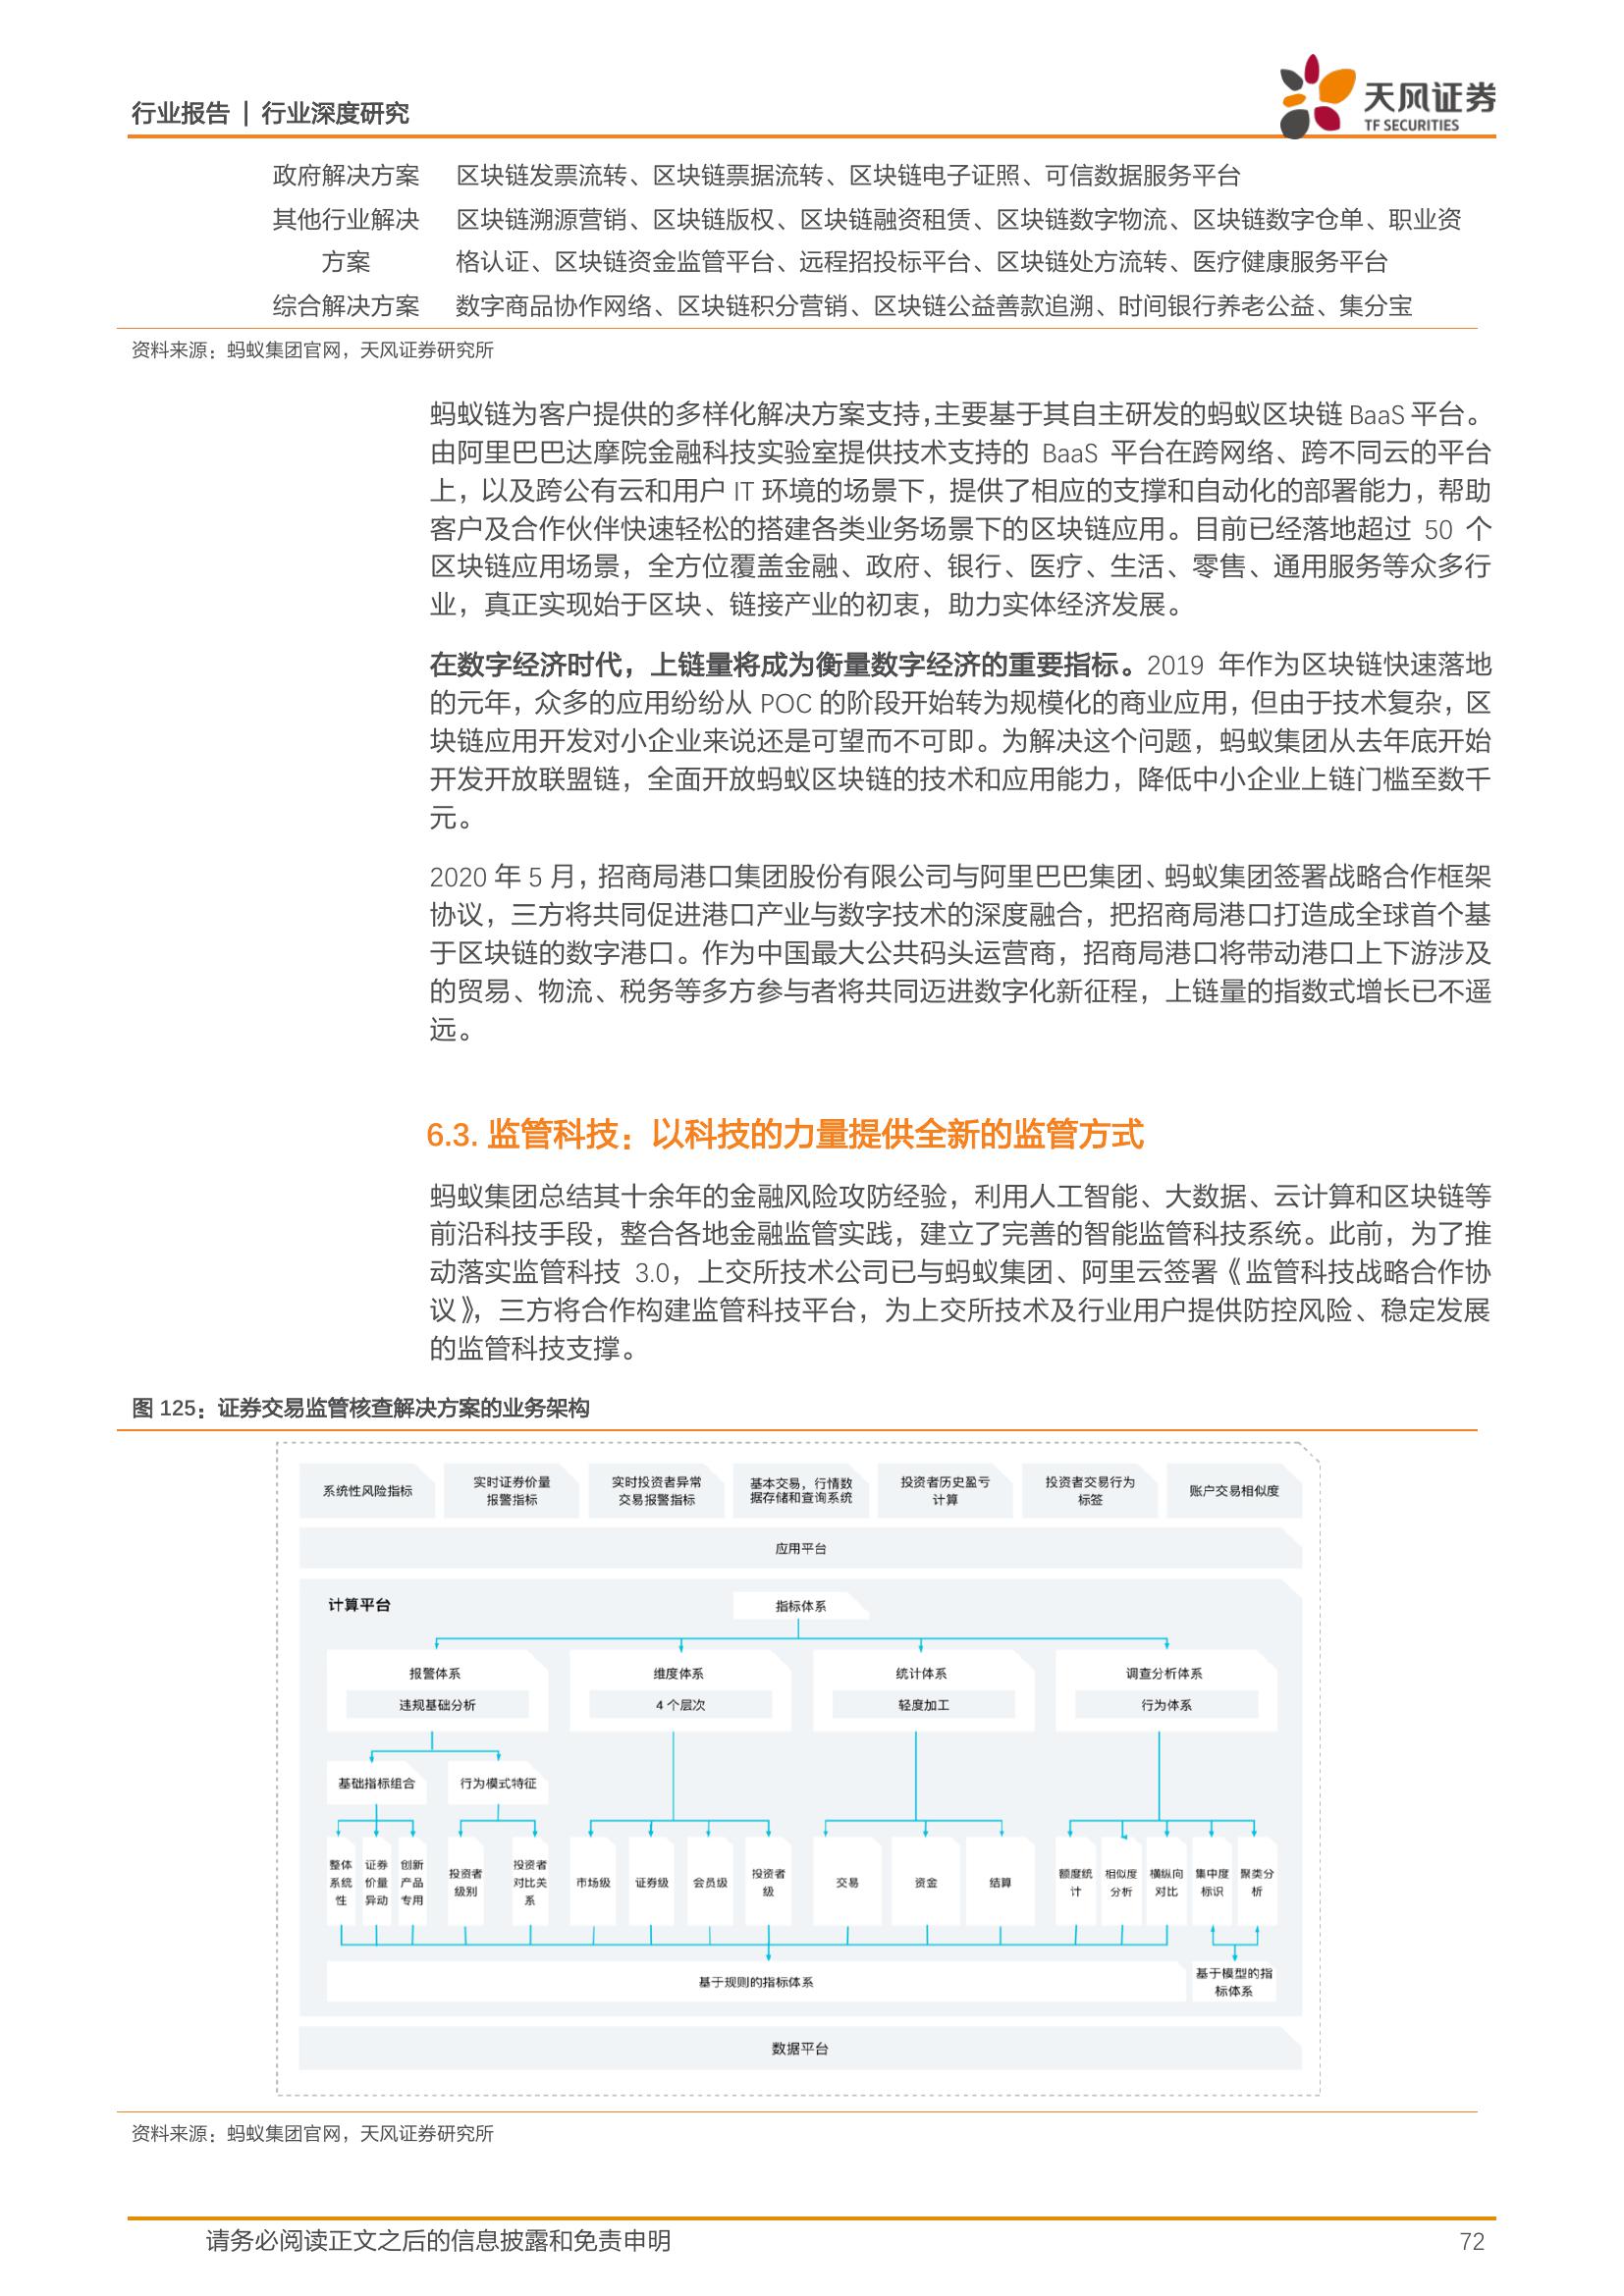 行业报告 | 行业深度研究
天风证券
TF SECURITIES
政府解决方案 区块链发票流转、区块链票据流转、区块链电子证照、可信数据服务平台
其他行业解决 区块链溯源营销、区块链版权、区块链融资租赁、区块链数字物流、区块链数字仓单、职业资
方案 格认证、区块链资金监管平台、远程招投标平台、区块链处方流转、医疗健康服务平台
综合解决方案 数字商品协作网络、区块链积分营销、区块链公益善款追溯、时间银行养老公益、集分宝
资料来源：蚂蚁集团官网，天风证券研究所
蚂蚁链为客户提供的多样化解决方案支持，主要基于其自主研发的蚂蚁区块链 BaaS 平台。
由阿里巴巴达摩院金融科技实验室提供技术支持的 BaaS 平台在跨网络、跨不同云的平台
上，以及跨公有云和用户 IT 环境的场景下，提供了相应的支撑和自动化的部署能力，帮助
客户及合作伙伴快速轻松的搭建各类业务场景下的区块链应用。目前已经落地超过 50 个
区块链应用场景，全方位覆盖金融、政府、银行、医疗、生活、零售、通用服务等众多行
业，真正实现始于区块、链接产业的初衷，助力实体经济发展。
在数字经济时代，上链量将成为衡量数字经济的重要指标。2019 年作为区块链快速落地
的元年，众多的应用纷纷从 POC 的阶段开始转为规模化的商业应用，但由于技术复杂，区
块链应用开发对小企业来说还是可望而不可即。为解决这个问题，蚂蚁集团从去年底开始
开发开放联盟链，全面开放蚂蚁区块链的技术和应用能力，降低中小企业上链门槛至数千
元。
2020 年 5 月，招商局港口集团股份有限公司与阿里巴巴集团、蚂蚁集团签署战略合作框架
协议，三方将共同促进港口产业与数字技术的深度融合，把招商局港口打造成全球首个基
于区块链的数字港口。作为中国最大公共码头运营商，招商局港口将带动港口上下游涉及
的贸易、物流、税务等多方参与者将共同迈进数字化新征程，上链量的指数式增长已不遥
远。
6.3. 监管科技：以科技的力量提供全新的监管方式
蚂蚁集团总结其十余年的金融风险攻防经验，利用人工智能、大数据、云计算和区块链等
前沿科技手段，整合各地金融监管实践，建立了完善的智能监管科技系统。此前，为了推
动落实监管科技 3.0，上交所技术公司已与蚂蚁集团、阿里云签署《监管科技战略合作协
议》，三方将合作构建监管科技平台，为上交所技术及行业用户提供防控风险、稳定发展
的监管科技支撑。
图 125：证券交易监管核查解决方案的业务架构
系统性风险指标
实时证券价量
报警指标
实时投资者异常
交易报警指标
基本交易，行情数
据存储和查询系统
投资者历史盈亏
计算
投资者交易行为
标签
账户交易相似度
应用平台
计算平台
指标体系
报警体系
违规基础分析
维度体系
4 个层次
统计体系
轻度加工
调查分析体系
行为体系
基础指标组合
行为模式特征
整体
系统
性
证券
价量
异动
创新
产品
专用
投资者
级别
投资者
对比关
系
市场级
证券级
会员级
投资者
级
交易
资金
结算
额度统
计
相似度
分析
横纵向
对比
集中度
标识
聚类分
析
基于规则的指标体系
基于模型的指
标体系
数据平台
资料来源：蚂蚁集团官网，天风证券研究所
请务必阅读正文之后的信息披露和免责申明 72